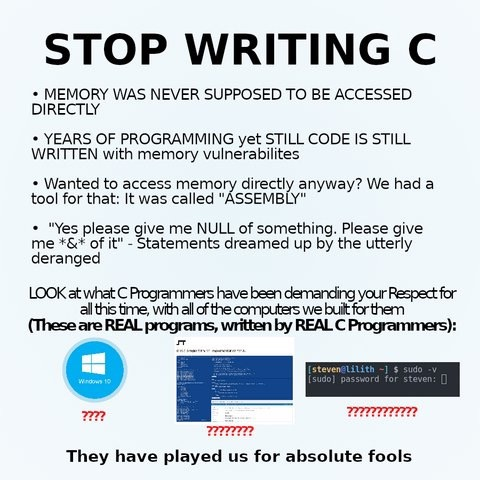 STOP WRITING C
• MEMORY WAS NEVER SUPPOSED TO BE ACCESSED
DIRECTLY
• YEARS OF PROGRAMMING yet STILL CODE IS STILL
WRITTEN with memory vulnerabilites
• Wanted to access memory directly anyway? We had a
tool for that: It was called "ASSEMBLY"
• "Yes please give me NULL of something. Please give
me *&* of it" - Statements dreamed up by the utterly
deranged
LOOK at what C Programmers have been demanding your Respect for
all this time, with all of the computers we built for them
(These are REAL programs, written by REAL C Programmers):
Windows 10
[steven@lilith ~] $ sudo -v
[sudo] password for steven:
????
????????
????????????
They have played us for absolute fools